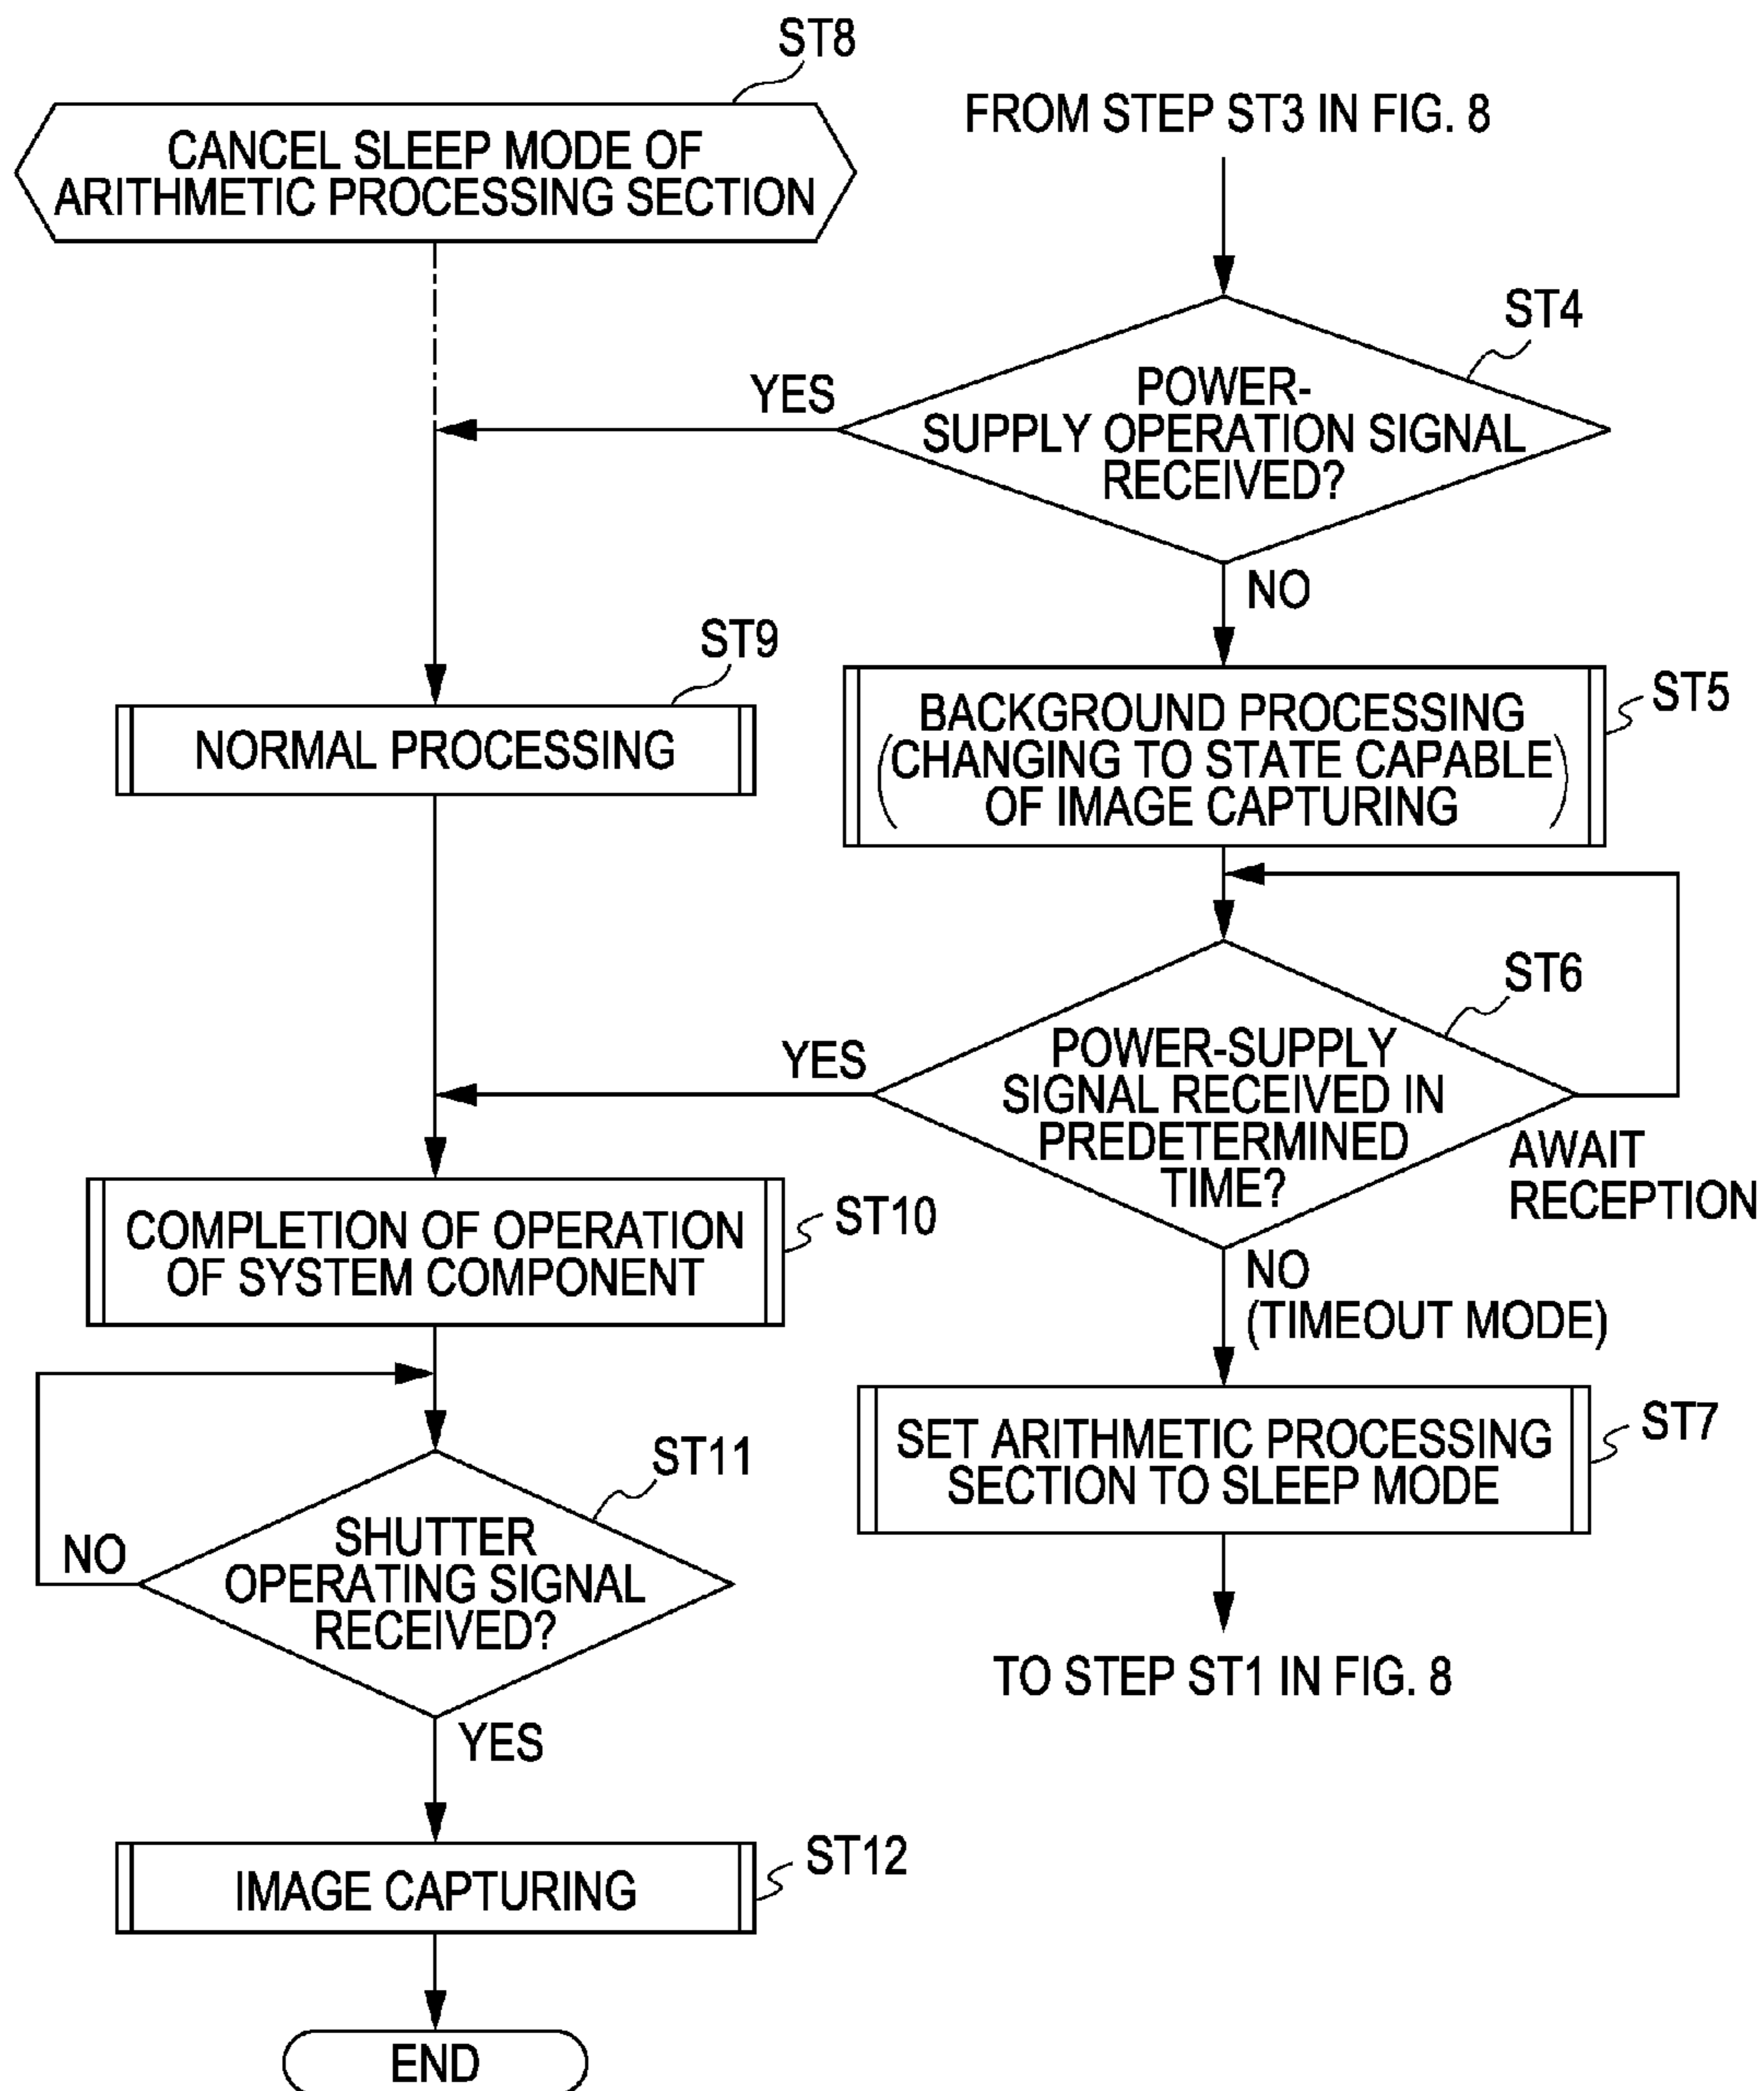 ST8
CANCEL SLEEP MODE OF
ARITHMETIC PROCESSING SECTION
FROM STEP ST3 IN FIG. 8
ST4
POWER-
SUPPLY OPERATION SIGNAL
RECEIVED?
YES
NO
ST9
NORMAL PROCESSING
ST5
BACKGROUND PROCESSING
(CHANGING TO STATE CAPABLE
OF IMAGE CAPTURING)
ST6
POWER-SUPPLY
SIGNAL RECEIVED IN
PREDETERMINED
TIME?
YES
AWAIT
RECEPTION
NO
(TIMEOUT MODE)
ST10
COMPLETION OF OPERATION
OF SYSTEM COMPONENT
ST7
SET ARITHMETIC PROCESSING
SECTION TO SLEEP MODE
TO STEP ST1 IN FIG. 8
ST11
SHUTTER
OPERATING SIGNAL
RECEIVED?
NO
YES
ST12
IMAGE CAPTURING
END